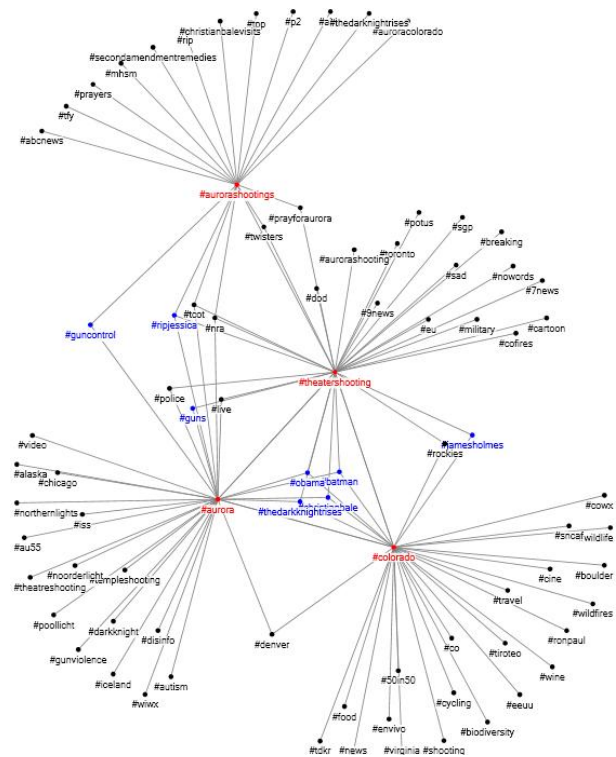 #christianbalevisits
#p2
#thedarknightrises
#auroracolorado
#rip
#secondamendmentremedies
#mhsm
#prayers
#tfy
#abcnews
#aurorashootings
#prayforaurora
#twisters
#potus
#sgp
#breaking
#aurorashooting
#toronto
#sad
#nowords
#7news
#dod
#9news
#eu
#military
#cartoon
#cofires
#guncontrol
#ripjessica
#tcot
#nra
#theatershooting
#police
#guns
#live
#jamesholmes
#rockies
#video
#alaska
#chicago
#obama
#batman
#northernlights
#iss
#aurora
#thedarkknightrises
#christianbale
#cowx
#sncaf
#wildlife
#au55
#colorado
#noorderlicht
#templeshooting
#theatreshooting
#cine
#boulder
#travel
#wildfires
#poollicht
#darkknight
#disinfo
#denver
#co
#tiroteo
#ronpaul
#gunviolence
#iceland
#autism
#wiwx
#50in50
#wine
#cycling
#eeuu
#food
#envivo
#biodiversity
#tdkr
#news
#virginia
#shooting